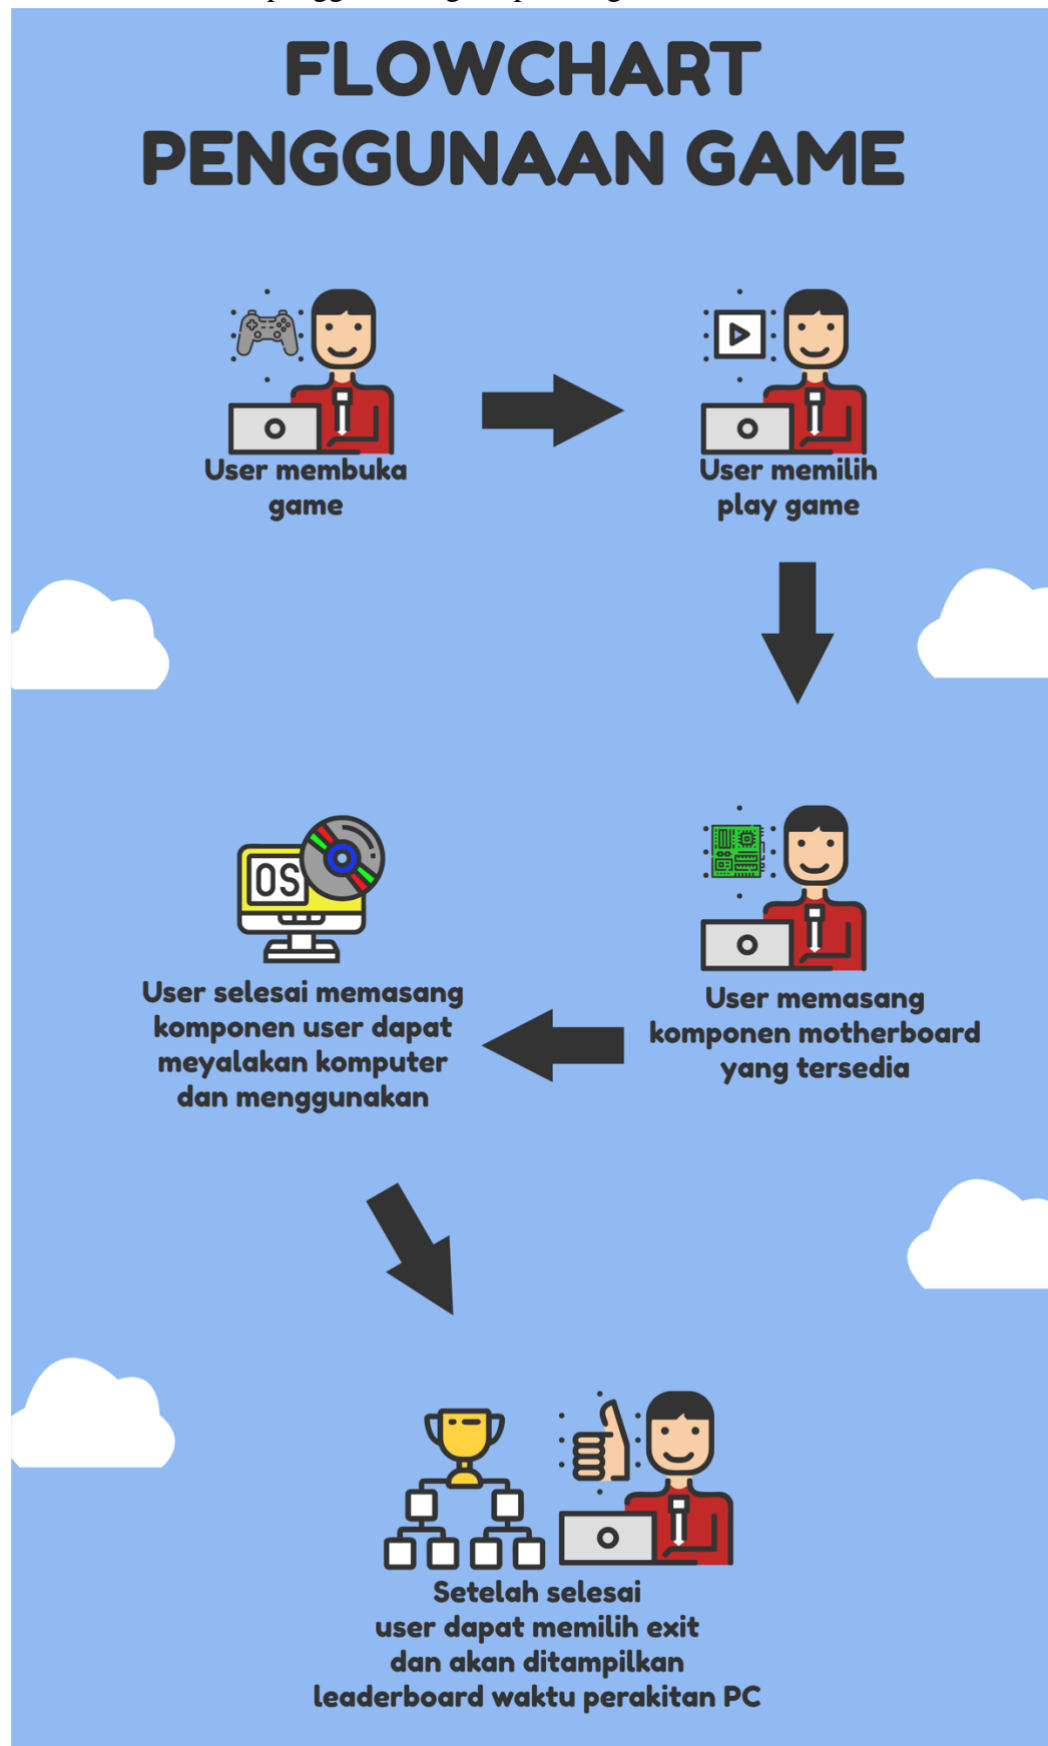 FLOWCHART
PENGGUNAAN GAME
User membuka
game
User memilih
play game
User memasang
komponen motherboard
yang tersedia
OS
User selesai memasang
komponen user dapat
meyalakan komputer
dan menggunakan
Setelah selesai
user dapat memilih exit
dan akan ditampilkan
leaderboard waktu perakitan PC